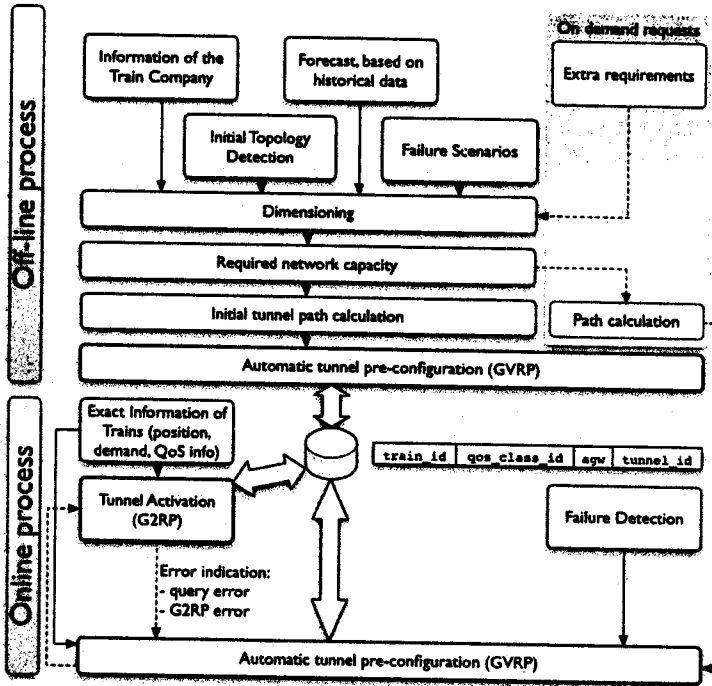 On demand requests
Information of the
Train Company
Forecast, based on
historical data
Extra requirements
Initial Topology
Detection
Failure Scenarios
Off-line process
Dimensioning
Required network capacity
Initial tunnel path calculation
Path calculation
Automatic tunnel pre-configuration (GVRP)
Online process
Exact Information of
Trains (position,
demand, QoS info)
train_id qos_class_id agw tunnel_id
Tunnel Activation
(G2RP)
Failure Detection
Error indication:
- query error
- G2RP error
Automatic tunnel pre-configuration (GVRP)